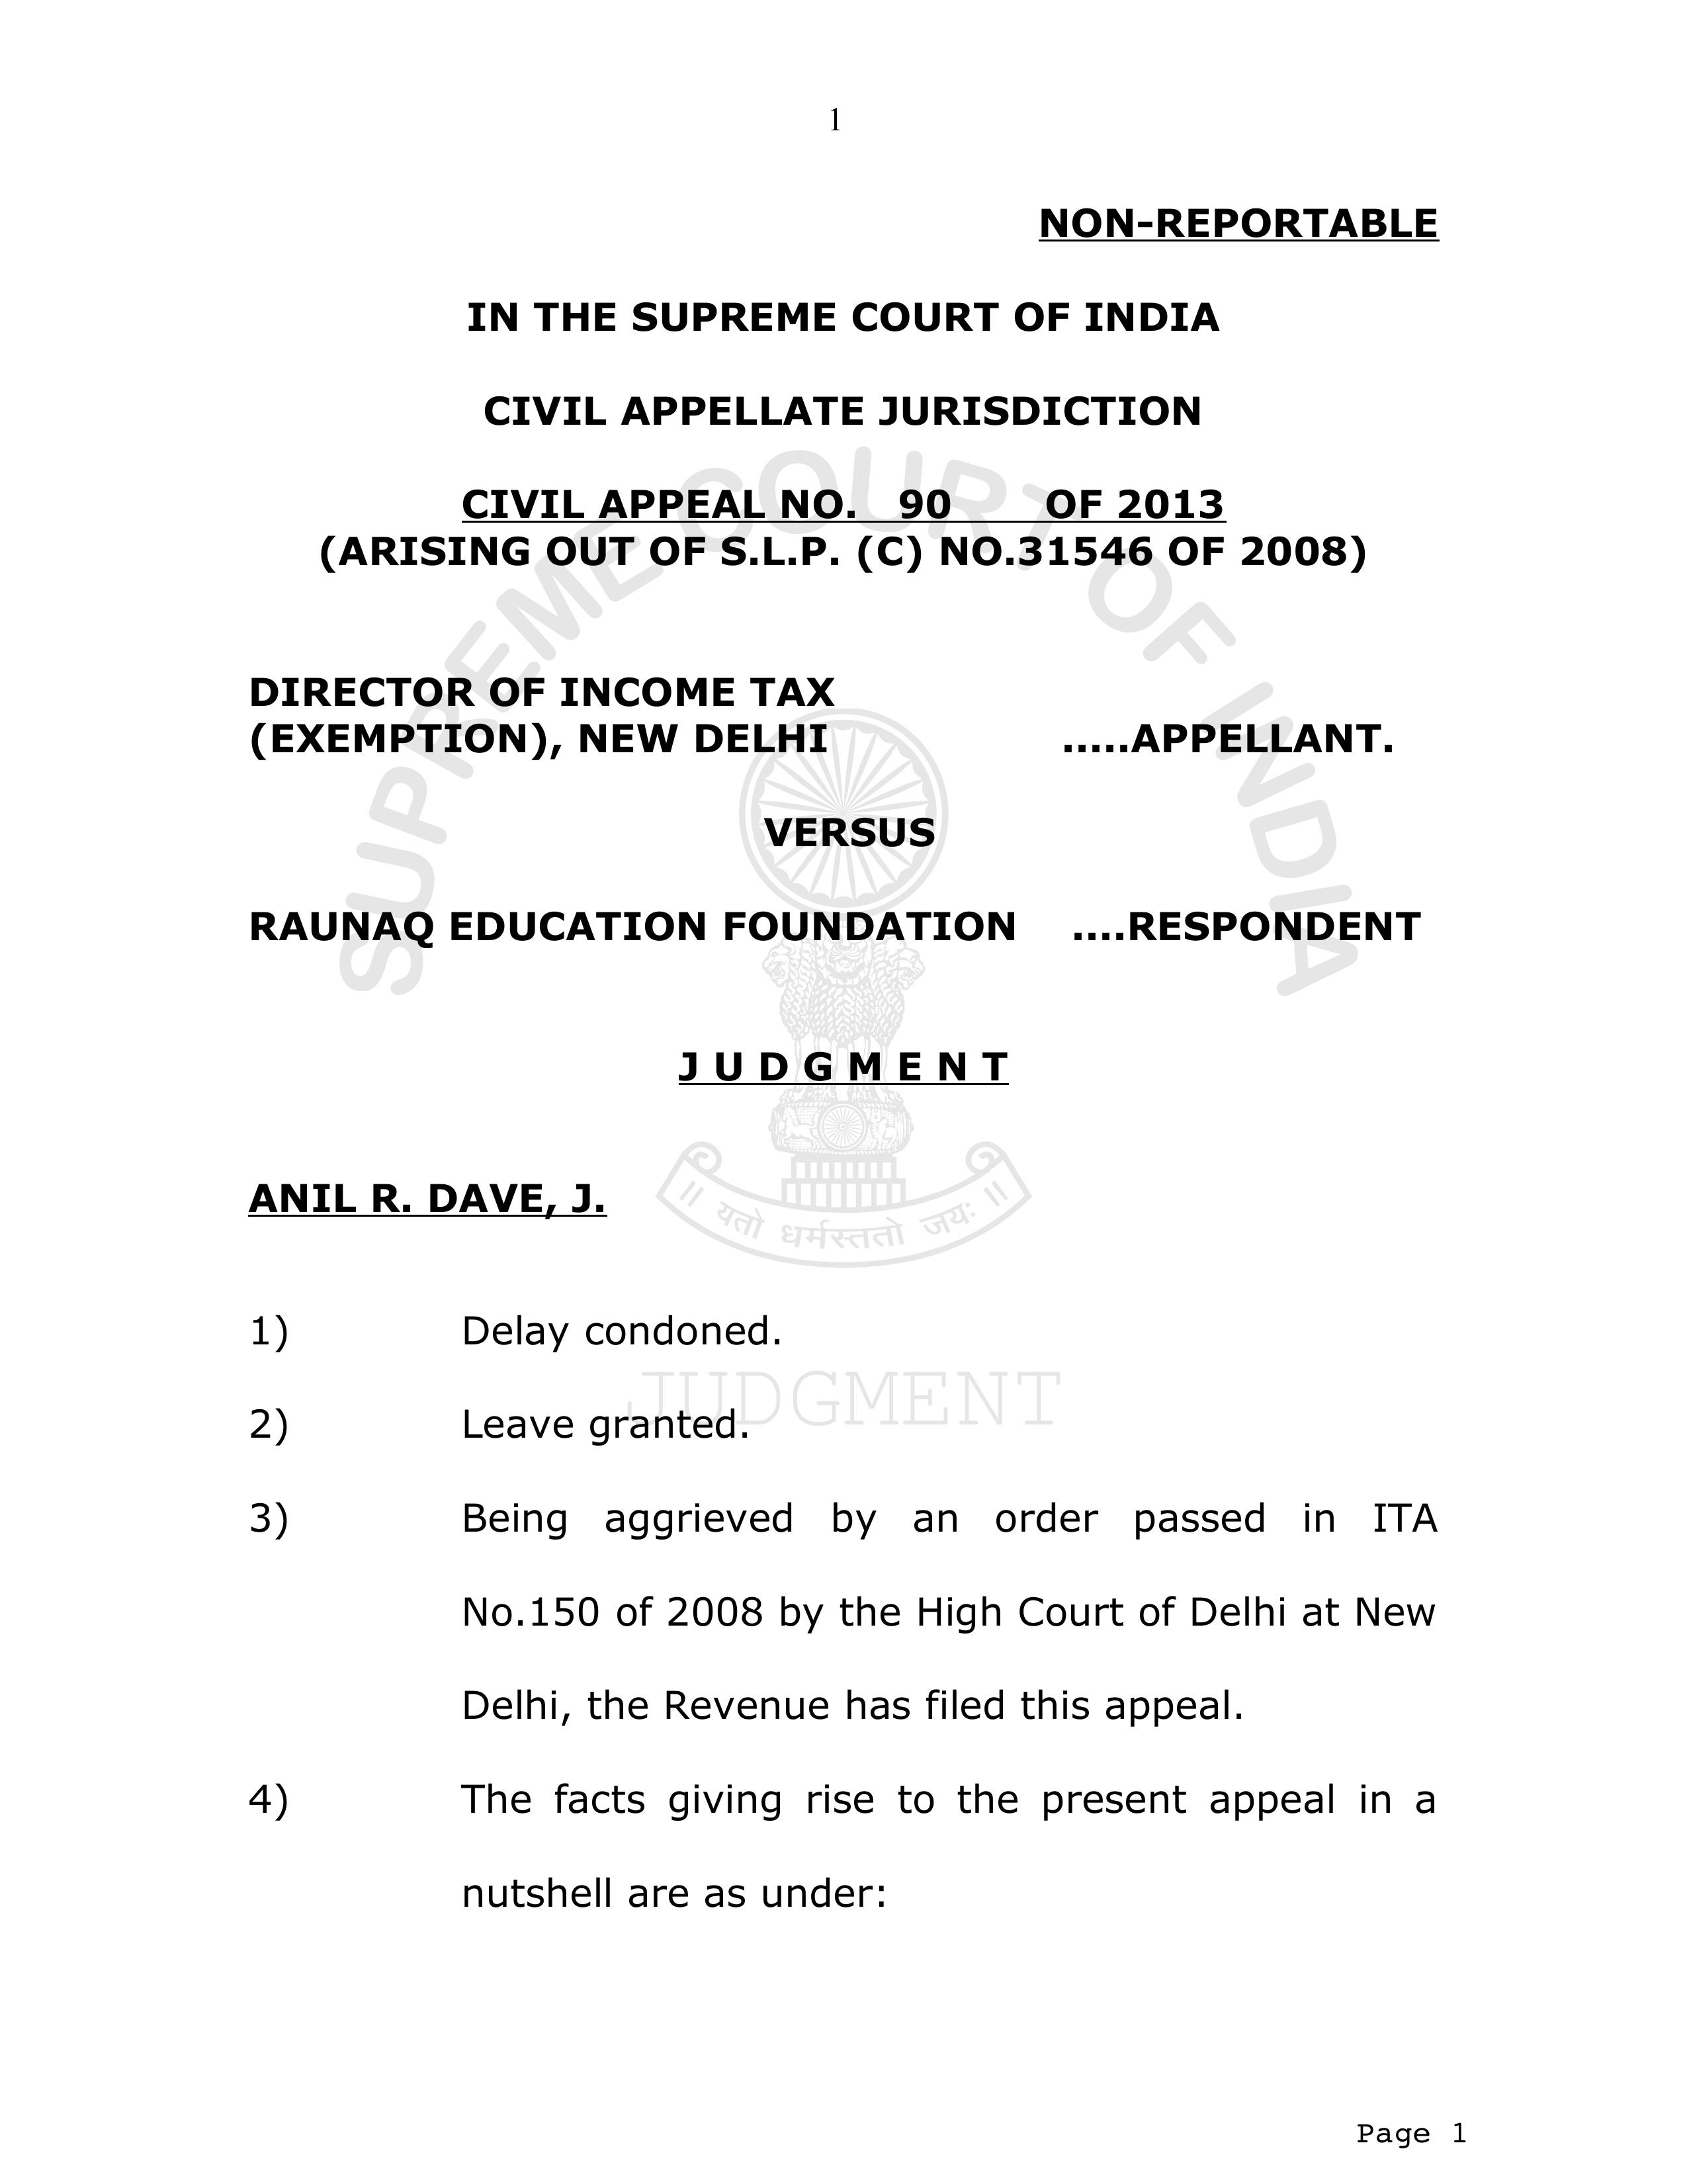 1
NON-REPORTABLE
IN THE SUPREME COURT OF INDIA
CIVIL APPELLATE JURISDICTION
CIVIL APPEAL NO. 90 OF 2013
(ARISING OUT OF S.L.P. (C) NO.31546 OF 2008)
SUPREME COURT OF INDIA
DIRECTOR OF INCOME TAX
(EXEMPTION), NEW DELHI .....APPELLANT.
VERSUS
RAUNAQ EDUCATION FOUNDATION ....RESPONDENT
J U D G M E N T
ANIL R. DAVE, J.
॥ यतो धर्मस्ततो जयः ॥
1) Delay condoned.
JUDGMENT
2) Leave granted.
3) Being aggrieved by an order passed in ITA
No.150 of 2008 by the High Court of Delhi at New
Delhi, the Revenue has filed this appeal.
4) The facts giving rise to the present appeal in a
nutshell are as under:
Page 1